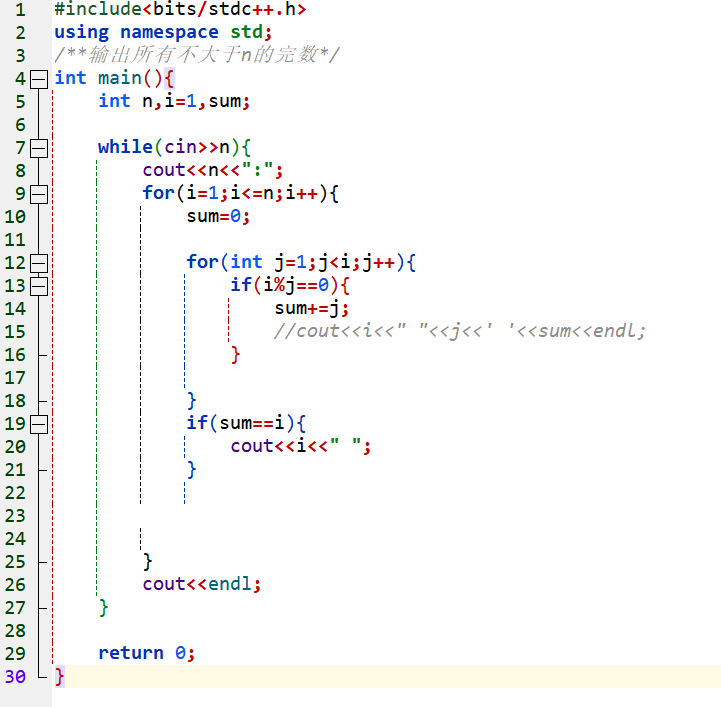 1 #include<bits/stdc++.h>
2 using namespace std;
3 /**输出所有不大于n的完数*/
4 int main(){
5 int n,i=1,sum;
6
7 while(cin>>n){
8 cout<<n<<":";
9 for(i=1;i<=n;i++){
10 sum=0;
11
12 for(int j=1;j<i;j++){
13 if(i%j==0){
14 sum+=j;
15 //cout<<i<<" "<<j<<' '<<sum<<endl;
16 }
17
18 }
19 if(sum==i){
20 cout<<i<<" ";
21 }
22
23
24
25 }
26 cout<<endl;
27 }
28
29 return 0;
30 }